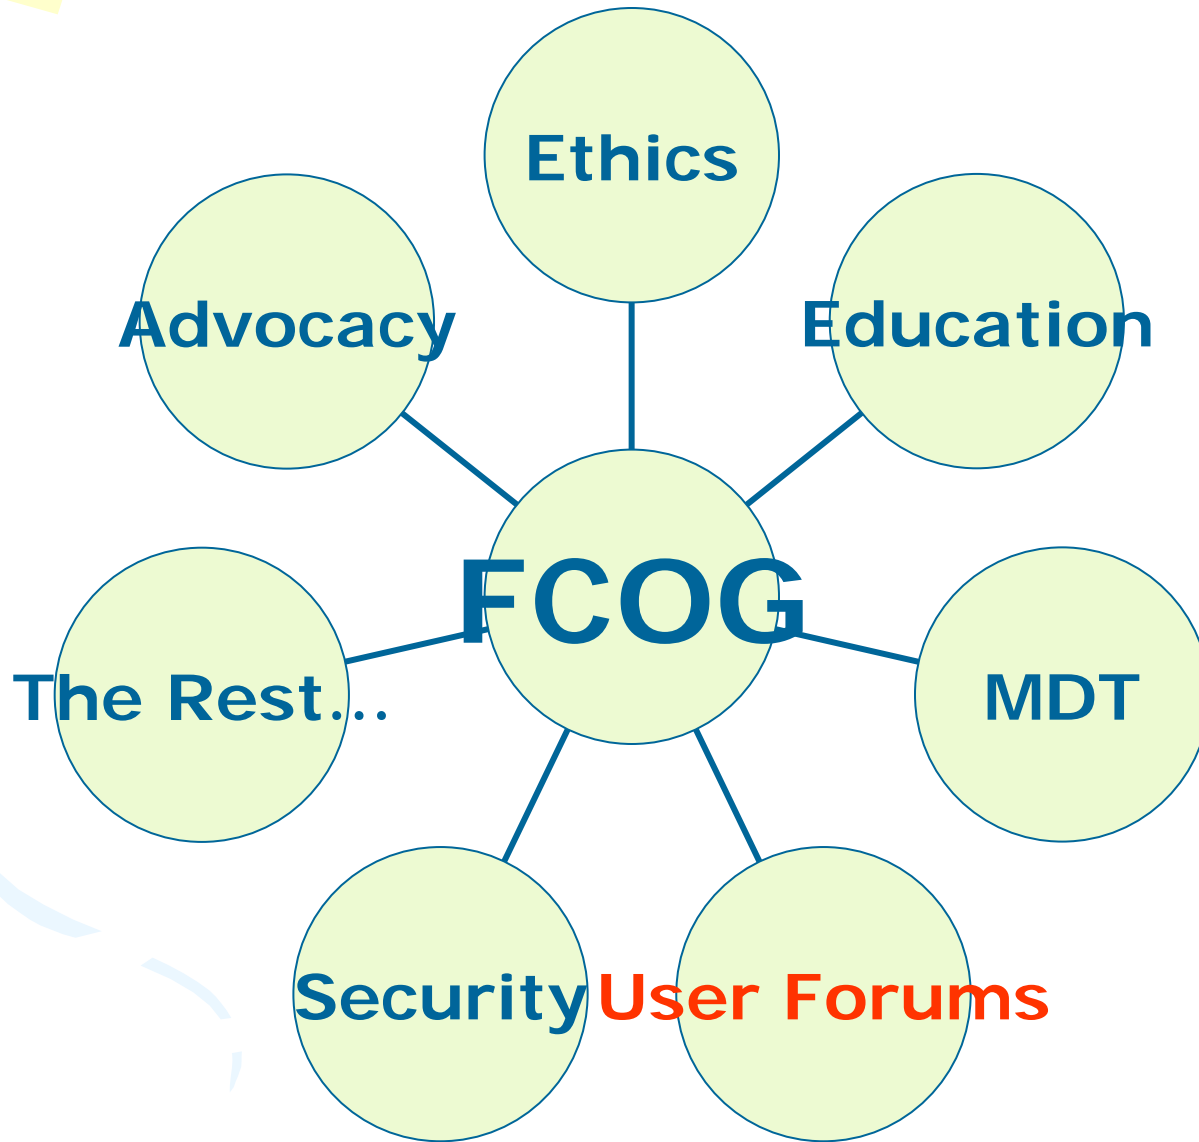 Ethics
Advocacy
Education
FCOG
The Rest...
MDT
Security
User Forums